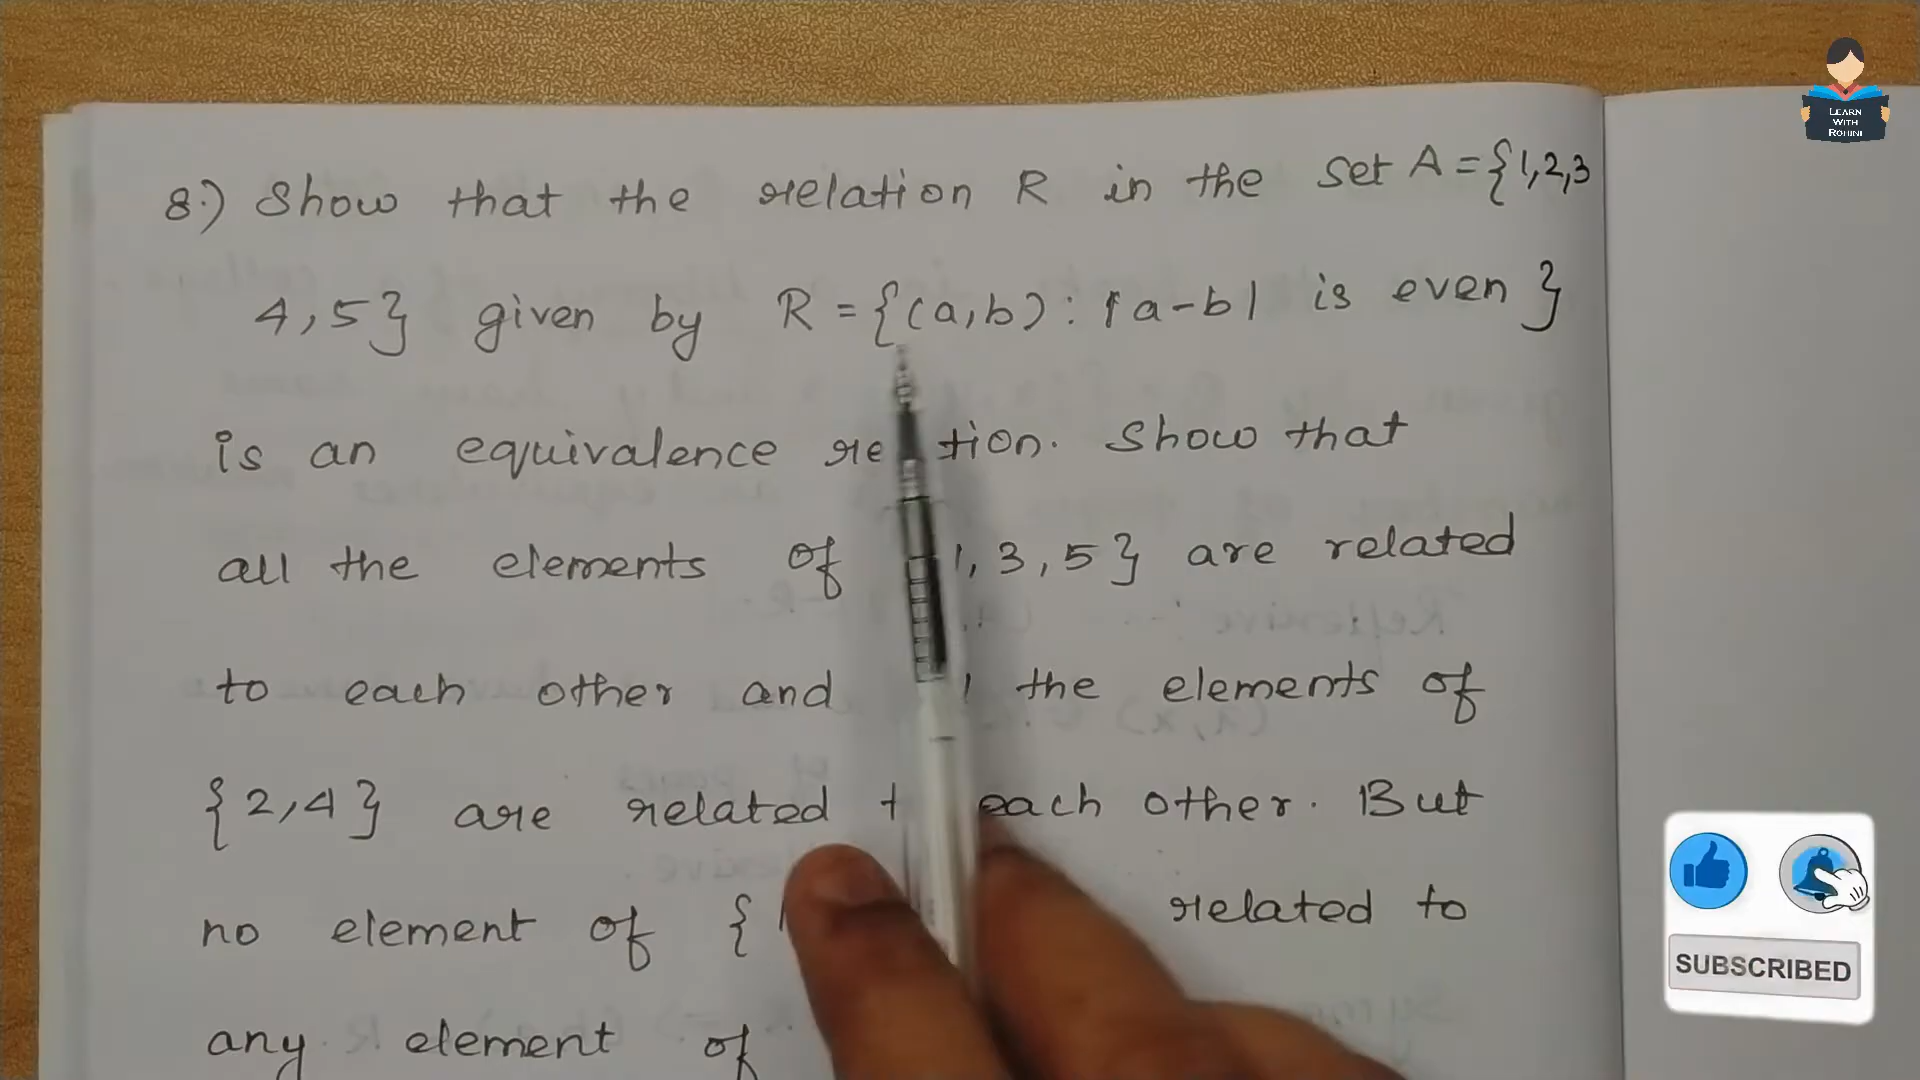 8.) Show that the relation R in the set A = {1,2,3
4,5} given by R = {(a,b) : |a-b| is even}
is an equivalence tion. Show that
all the elements of 1, 3, 5} are related
to each other and the elements of
{2,4} are related each other. But
no element of { related to
any element of
LEARN
WITH
ROHINI
SUBSCRIBED